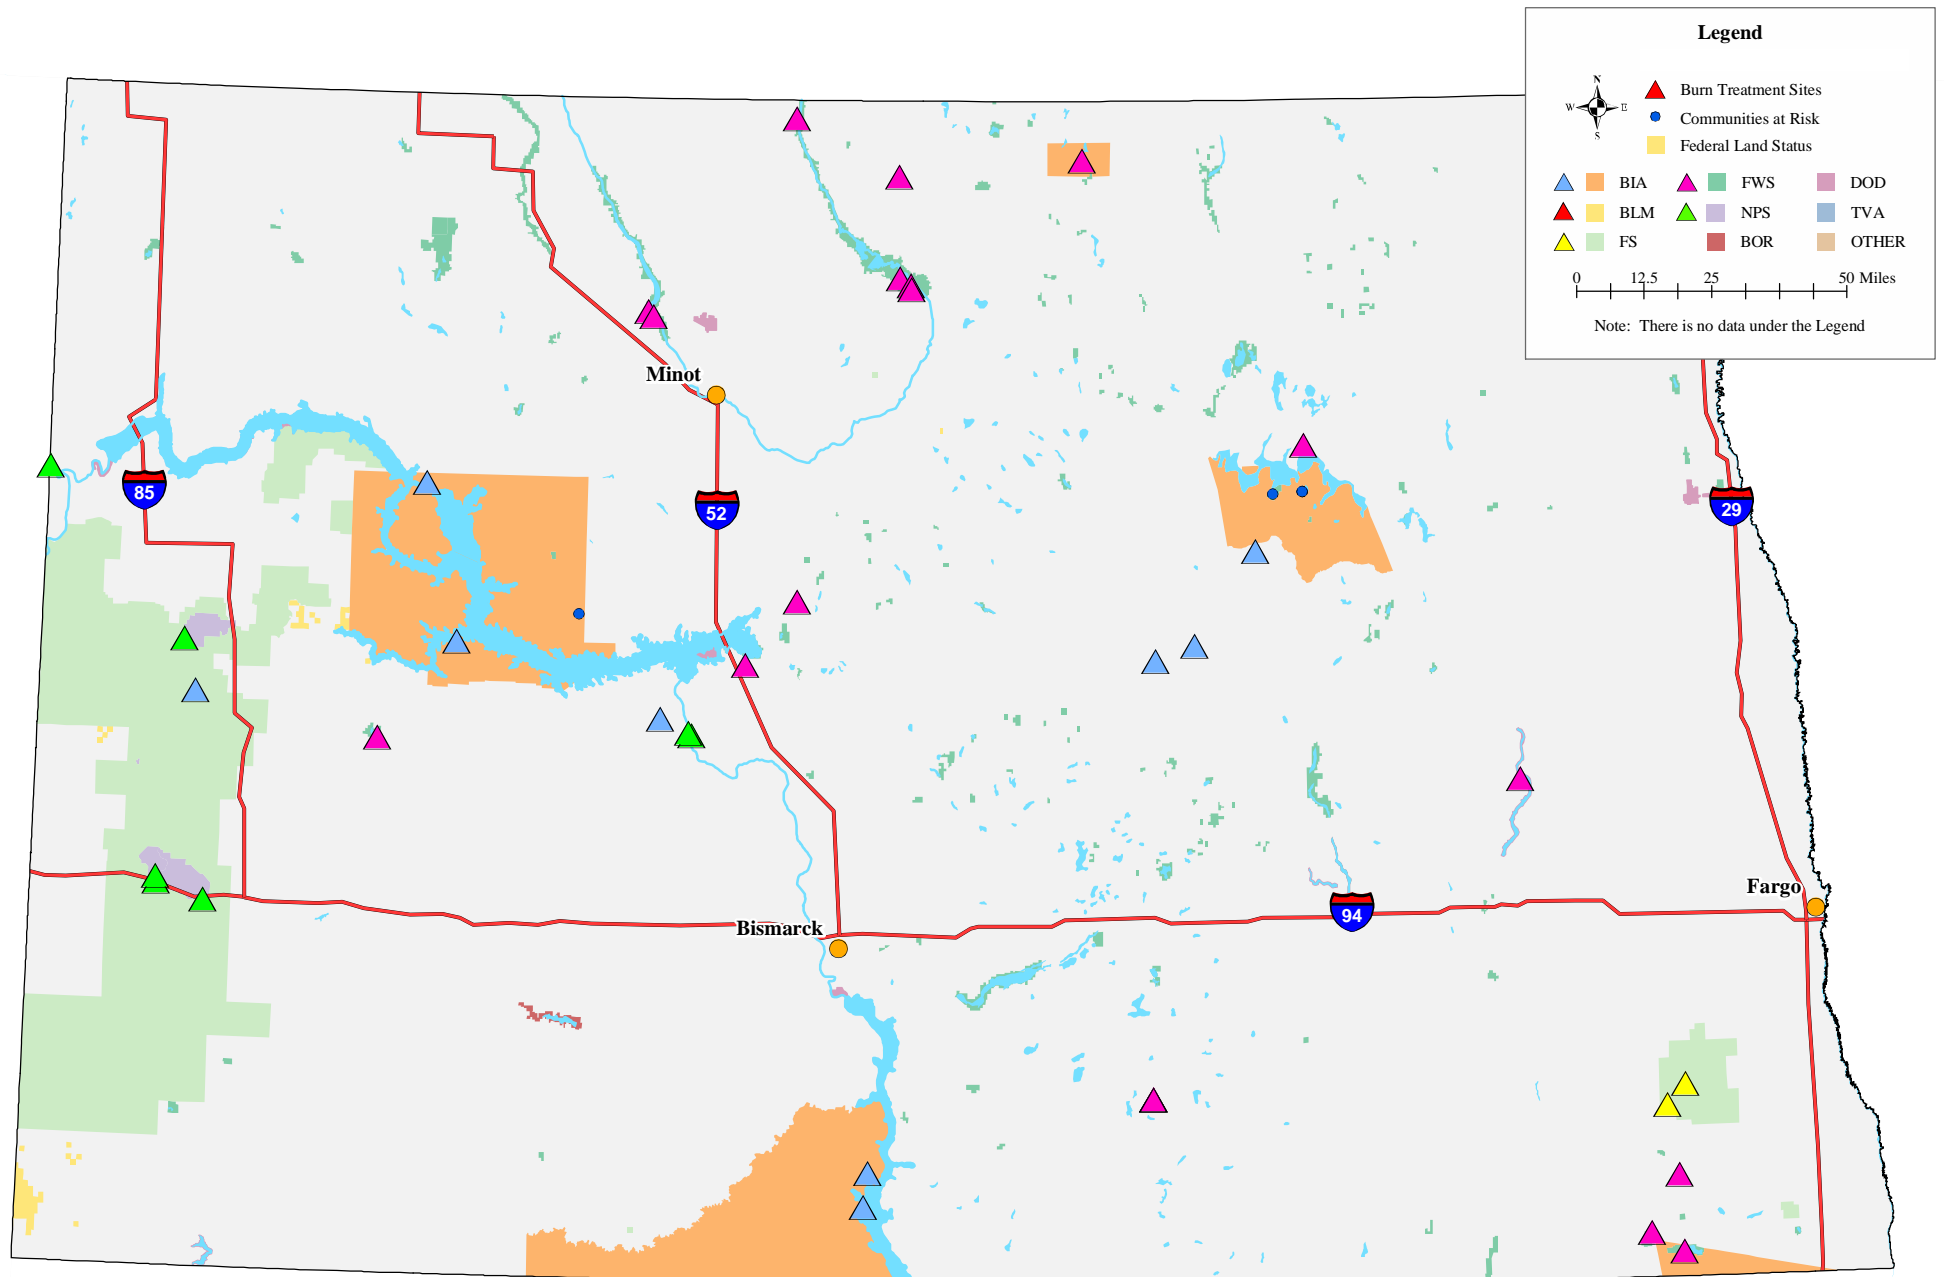 Legend
N
W E
S
Burn Treatment Sites
Communities at Risk
Federal Land Status
BIA FWS DOD
BLM NPS TVA
FS BOR OTHER
0 12.5 25 50 Miles
Note: There is no data under the Legend
Minot
85
52
29
94
Fargo
Bismarck